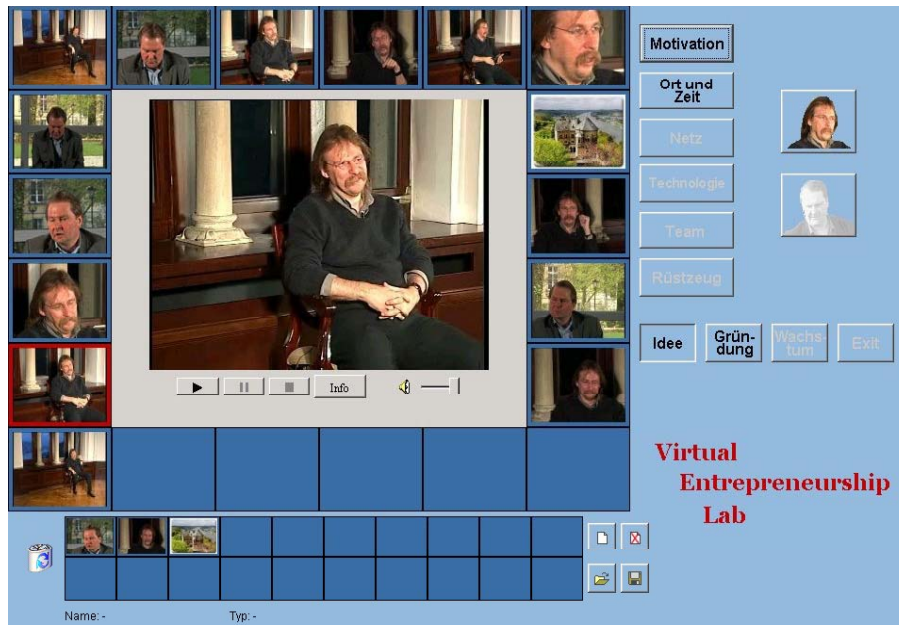 Motivation
Ort und
Zeit
Netz
Technologie
Team
Rüstzeug
Idee
Grün-
dung
Wachs-
tum
Exit
Info
Virtual
Entrepreneurship
Lab
Name: -
Typ: -